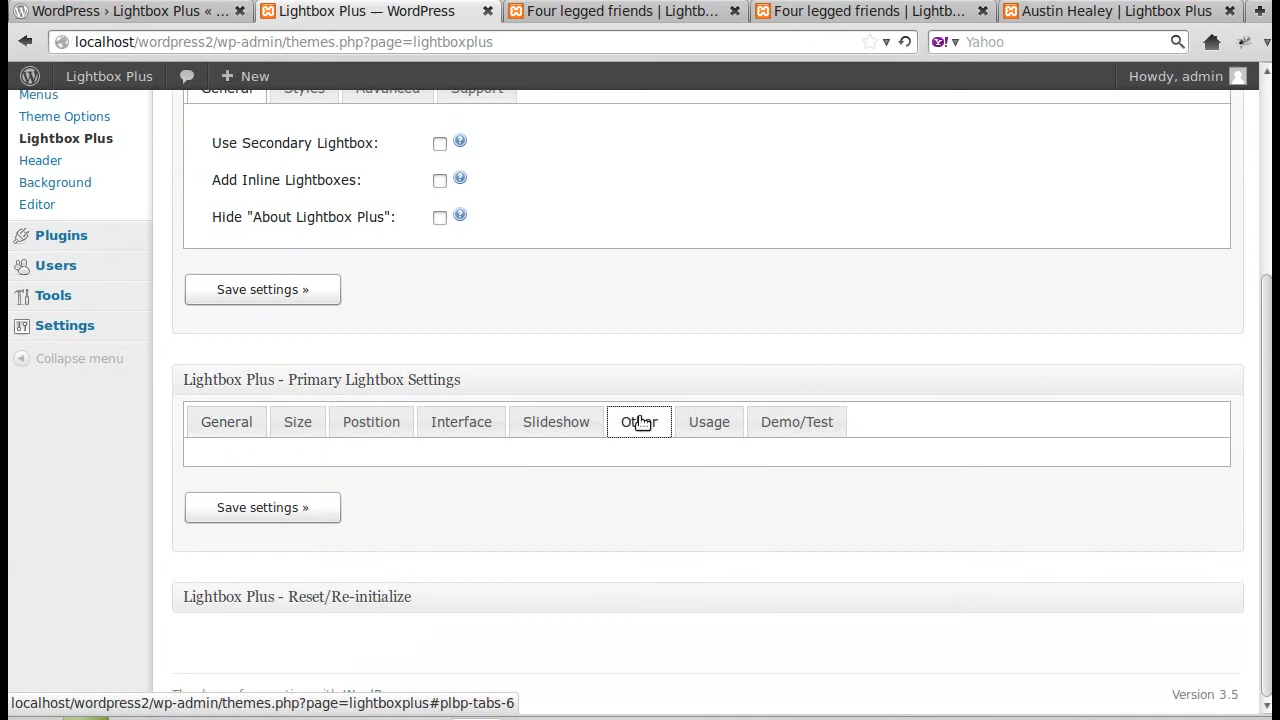 WordPress › Lightbox Plus « ...
Lightbox Plus — WordPress
Four legged friends | Lightb...
Four legged friends | Lightb...
Austin Healey | Lightbox Plus
localhost/wordpress2/wp-admin/themes.php?page=lightboxplus
Yahoo
Lightbox Plus
New
Howdy, admin
Menus
Theme Options
Lightbox Plus
Header
Background
Editor
Plugins
Users
Tools
Settings
Collapse menu
General
Styles
Advanced
Support
Use Secondary Lightbox:
Add Inline Lightboxes:
Hide "About Lightbox Plus":
Save settings »
Lightbox Plus - Primary Lightbox Settings
General
Size
Postition
Interface
Slideshow
Other
Usage
Demo/Test
Save settings »
Lightbox Plus - Reset/Re-initialize
Version 3.5
localhost/wordpress2/wp-admin/themes.php?page=lightboxplus#plbp-tabs-6